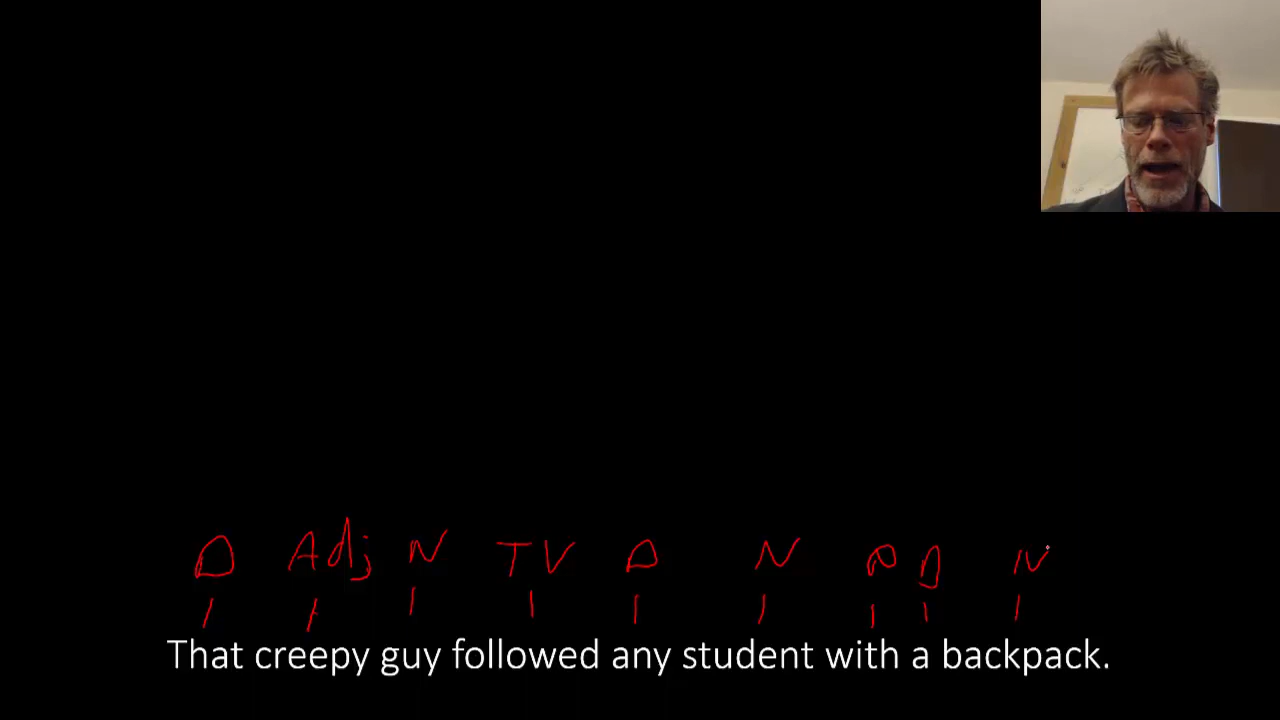 D Adj N TV D N P D N
That creepy guy followed any student with a backpack.